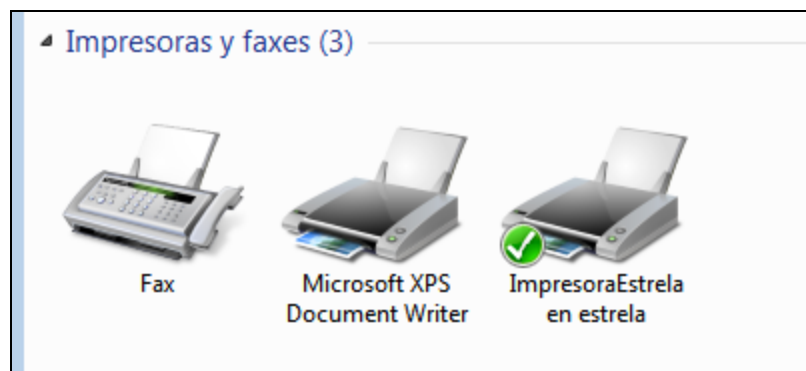 Impresoras y faxes (3)
Fax
Microsoft XPS
Document Writer
ImpresoraEstrela
en estrela